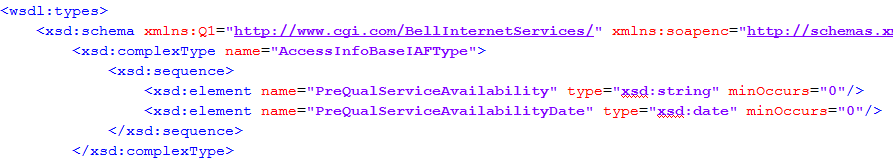 <wsdl:types>
<xsd:schema xmlns:Q1="http://www.cgi.com/BellInternetServices/" xmlns:soapenc="http://schemas.xm
<xsd:complexType name="AccessInfoBaseIAFType">
<xsd:sequence>
<xsd:element name="PreQualServiceAvailability" type="xsd:string" minOccurs="0"/>
<xsd:element name="PreQualServiceAvailabilityDate" type="xsd:date" minOccurs="0"/>
</xsd:sequence>
</xsd:complexType>